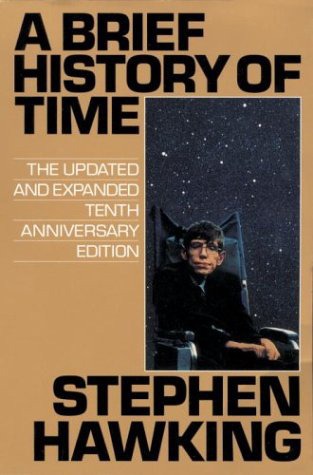 A BRIEF
HISTORY OF
TIME
THE UPDATED
AND EXPANDED
TENTH
ANNIVERSARY
EDITION
STEPHEN
HAWKING